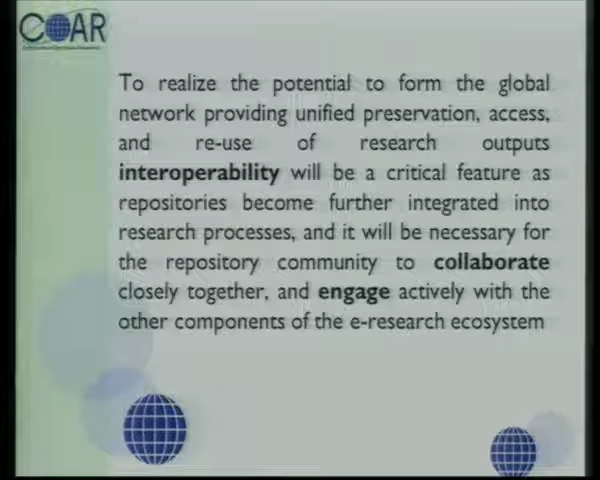 COAR
To realize the potential to form the global
network providing unified preservation, access,
and re-use of research outputs
interoperability will be a critical feature as
repositories become further integrated into
research processes, and it will be necessary for
the repository community to collaborate
closely together, and engage actively with the
other components of the e-research ecosystem